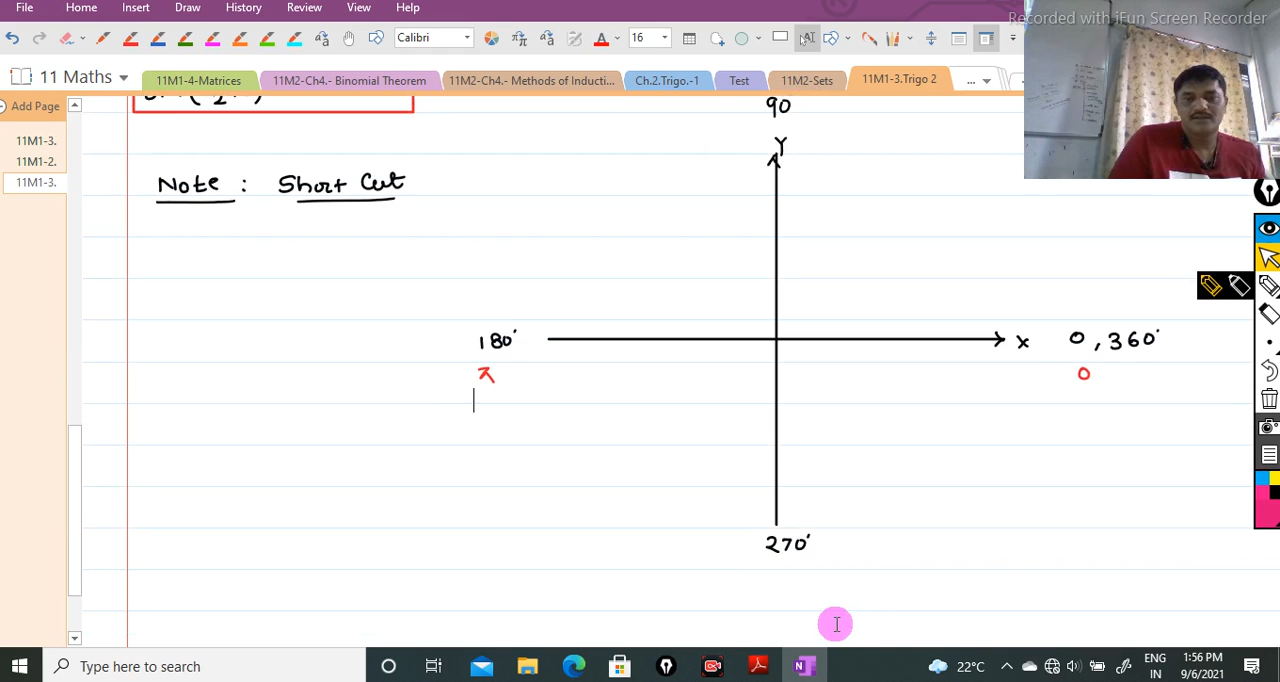 File Home Insert Draw History Review View Help
Recorded with iFun Screen Recorder
Calibri 16
11 Maths 11M1-4-Matrices 11M2-Ch4.- Binomial Theorem 11M2-Ch4.- Methods of Inducti... Ch.2.Trigo.-1 Test 11M2-Sets 11M1-3.Trigo 2 ...
Add Page
11M1-3.
11M1-2.
11M1-3.
90
Y
Note : Short Cut
180° X 0, 360°
0
270°
Type here to search
22°C ENG IN 1:56 PM 9/6/2021